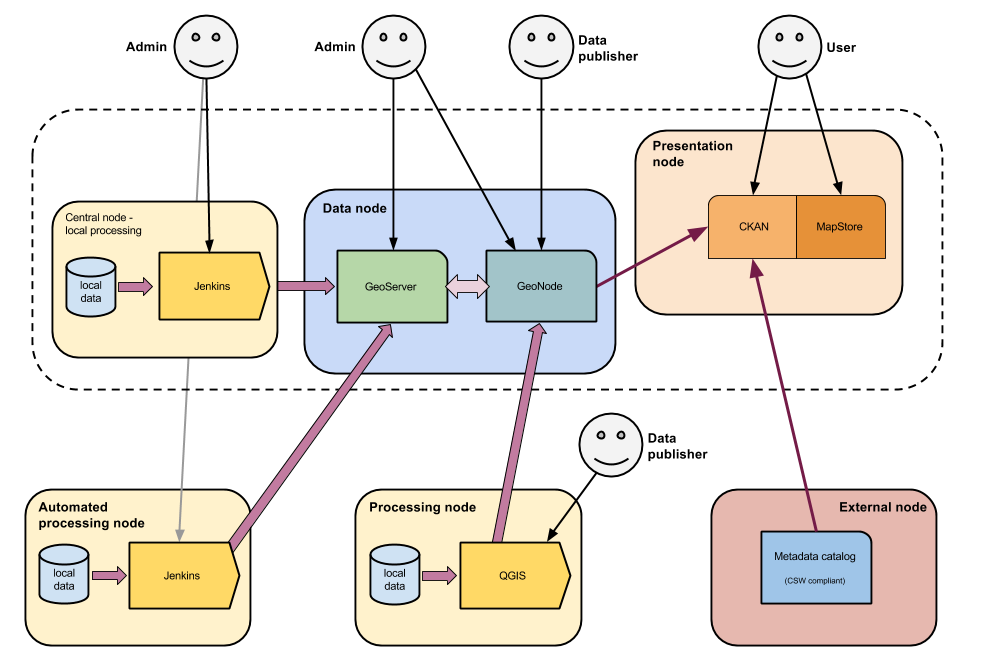 Admin
Admin
Data
publisher
User
Presentation
node
Central node -
local processing
Data node
CKAN
MapStore
local
data
Jenkins
GeoServer
GeoNode
Data
publisher
Automated
processing node
Processing node
External node
local
data
Jenkins
local
data
QGIS
Metadata catalog
(CSW compliant)